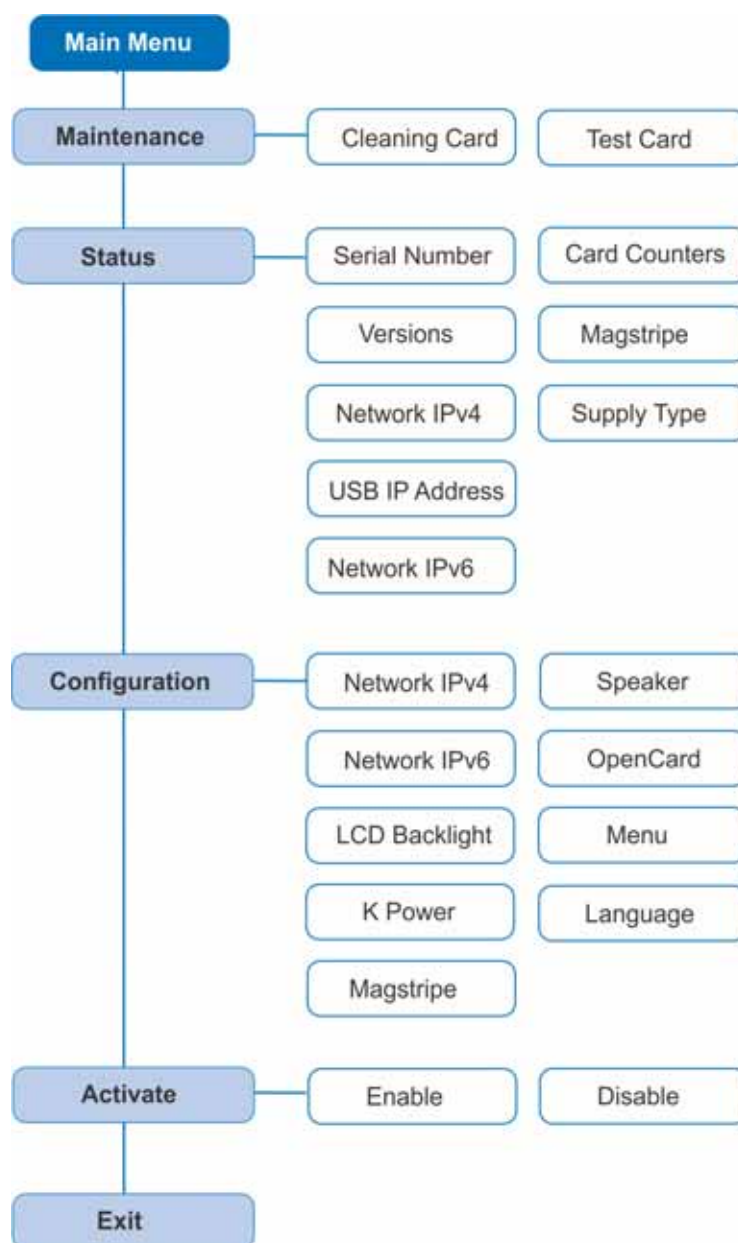 Main Menu
Maintenance
Cleaning Card
Test Card
Status
Serial Number
Card Counters
Versions
Magstripe
Network IPv4
Supply Type
USB IP Address
Network IPv6
Configuration
Network IPv4
Speaker
Network IPv6
OpenCard
LCD Backlight
Menu
K Power
Language
Magstripe
Activate
Enable
Disable
Exit